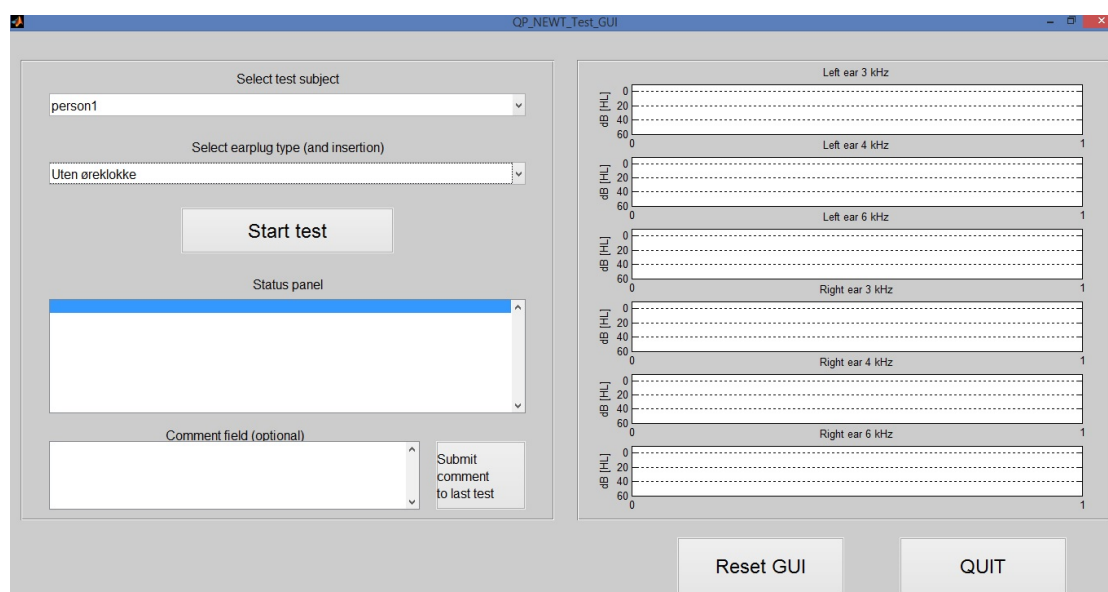 QP_NEWT_Test_GUI
Select test subject
person1
Select earplug type (and insertion)
Uten øreklokke
Start test
Status panel
Comment field (optional)
Submit
comment
to last test
Left ear 3 kHz
dB [HL]
0
20
40
60
0 1
Left ear 4 kHz
dB [HL]
0
20
40
60
0 1
Left ear 6 kHz
dB [HL]
0
20
40
60
0 1
Right ear 3 kHz
dB [HL]
0
20
40
60
0 1
Right ear 4 kHz
dB [HL]
0
20
40
60
0 1
Right ear 6 kHz
dB [HL]
0
20
40
60
0 1
Reset GUI
QUIT